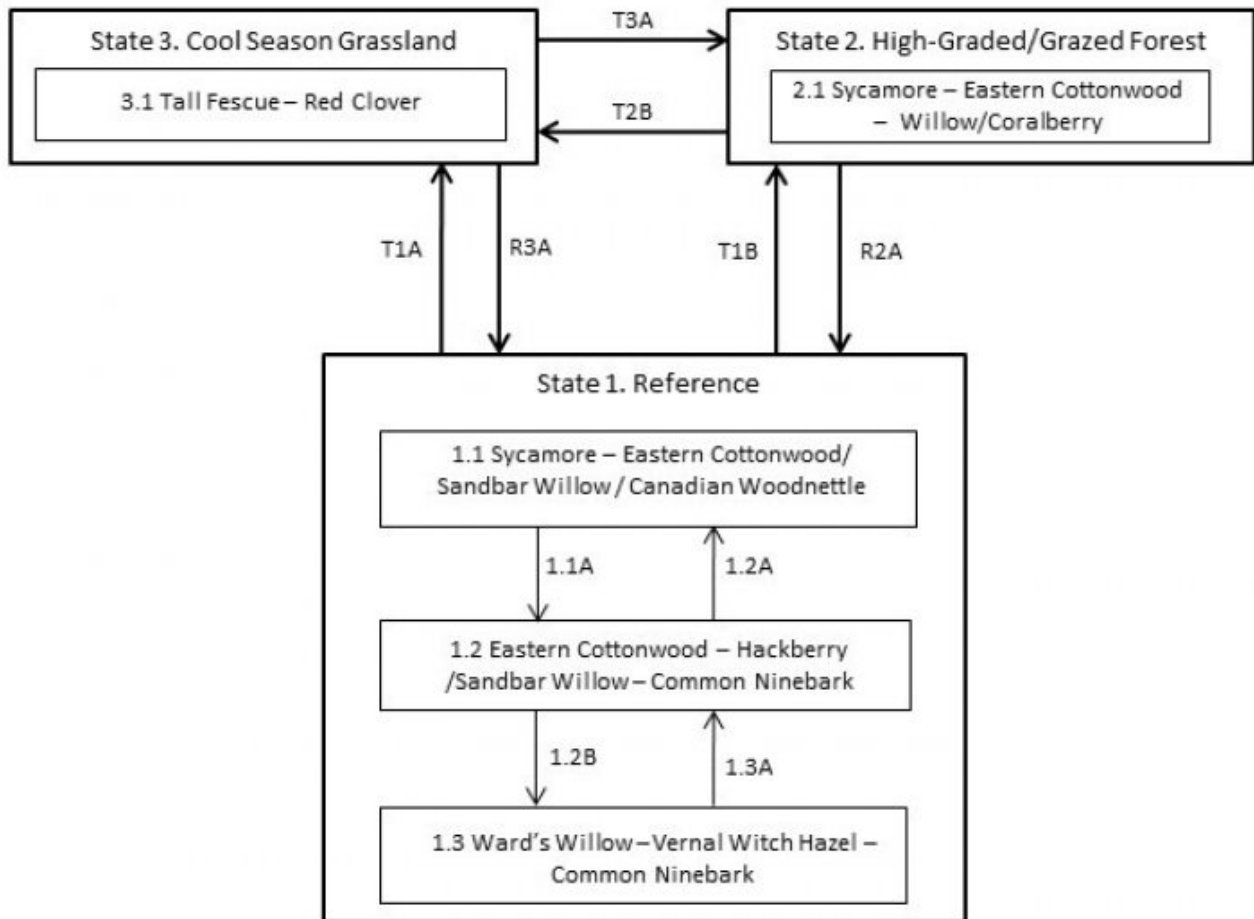 State 3. Cool Season Grassland
3.1 Tall Fescue – Red Clover
T3A
T2B
State 2. High-Graded/Grazed Forest
2.1 Sycamore – Eastern Cottonwood
– Willow/Coralberry
T1A
R3A
T1B
R2A
State 1. Reference
1.1 Sycamore – Eastern Cottonwood/
Sandbar Willow / Canadian Woodnettle
1.1A
1.2A
1.2 Eastern Cottonwood – Hackberry
/Sandbar Willow – Common Ninebark
1.2B
1.3A
1.3 Ward's Willow – Vernal Witch Hazel –
Common Ninebark